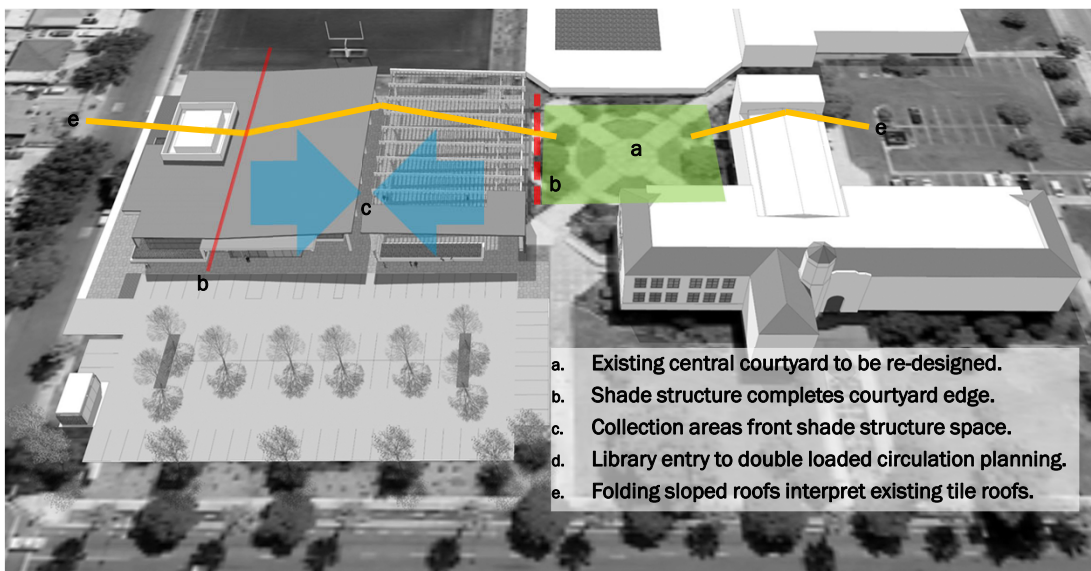 e
a
e
b
c
b
a. Existing central courtyard to be re-designed.
b. Shade structure completes courtyard edge.
c. Collection areas front shade structure space.
d. Library entry to double loaded circulation planning.
e. Folding sloped roofs interpret existing tile roofs.